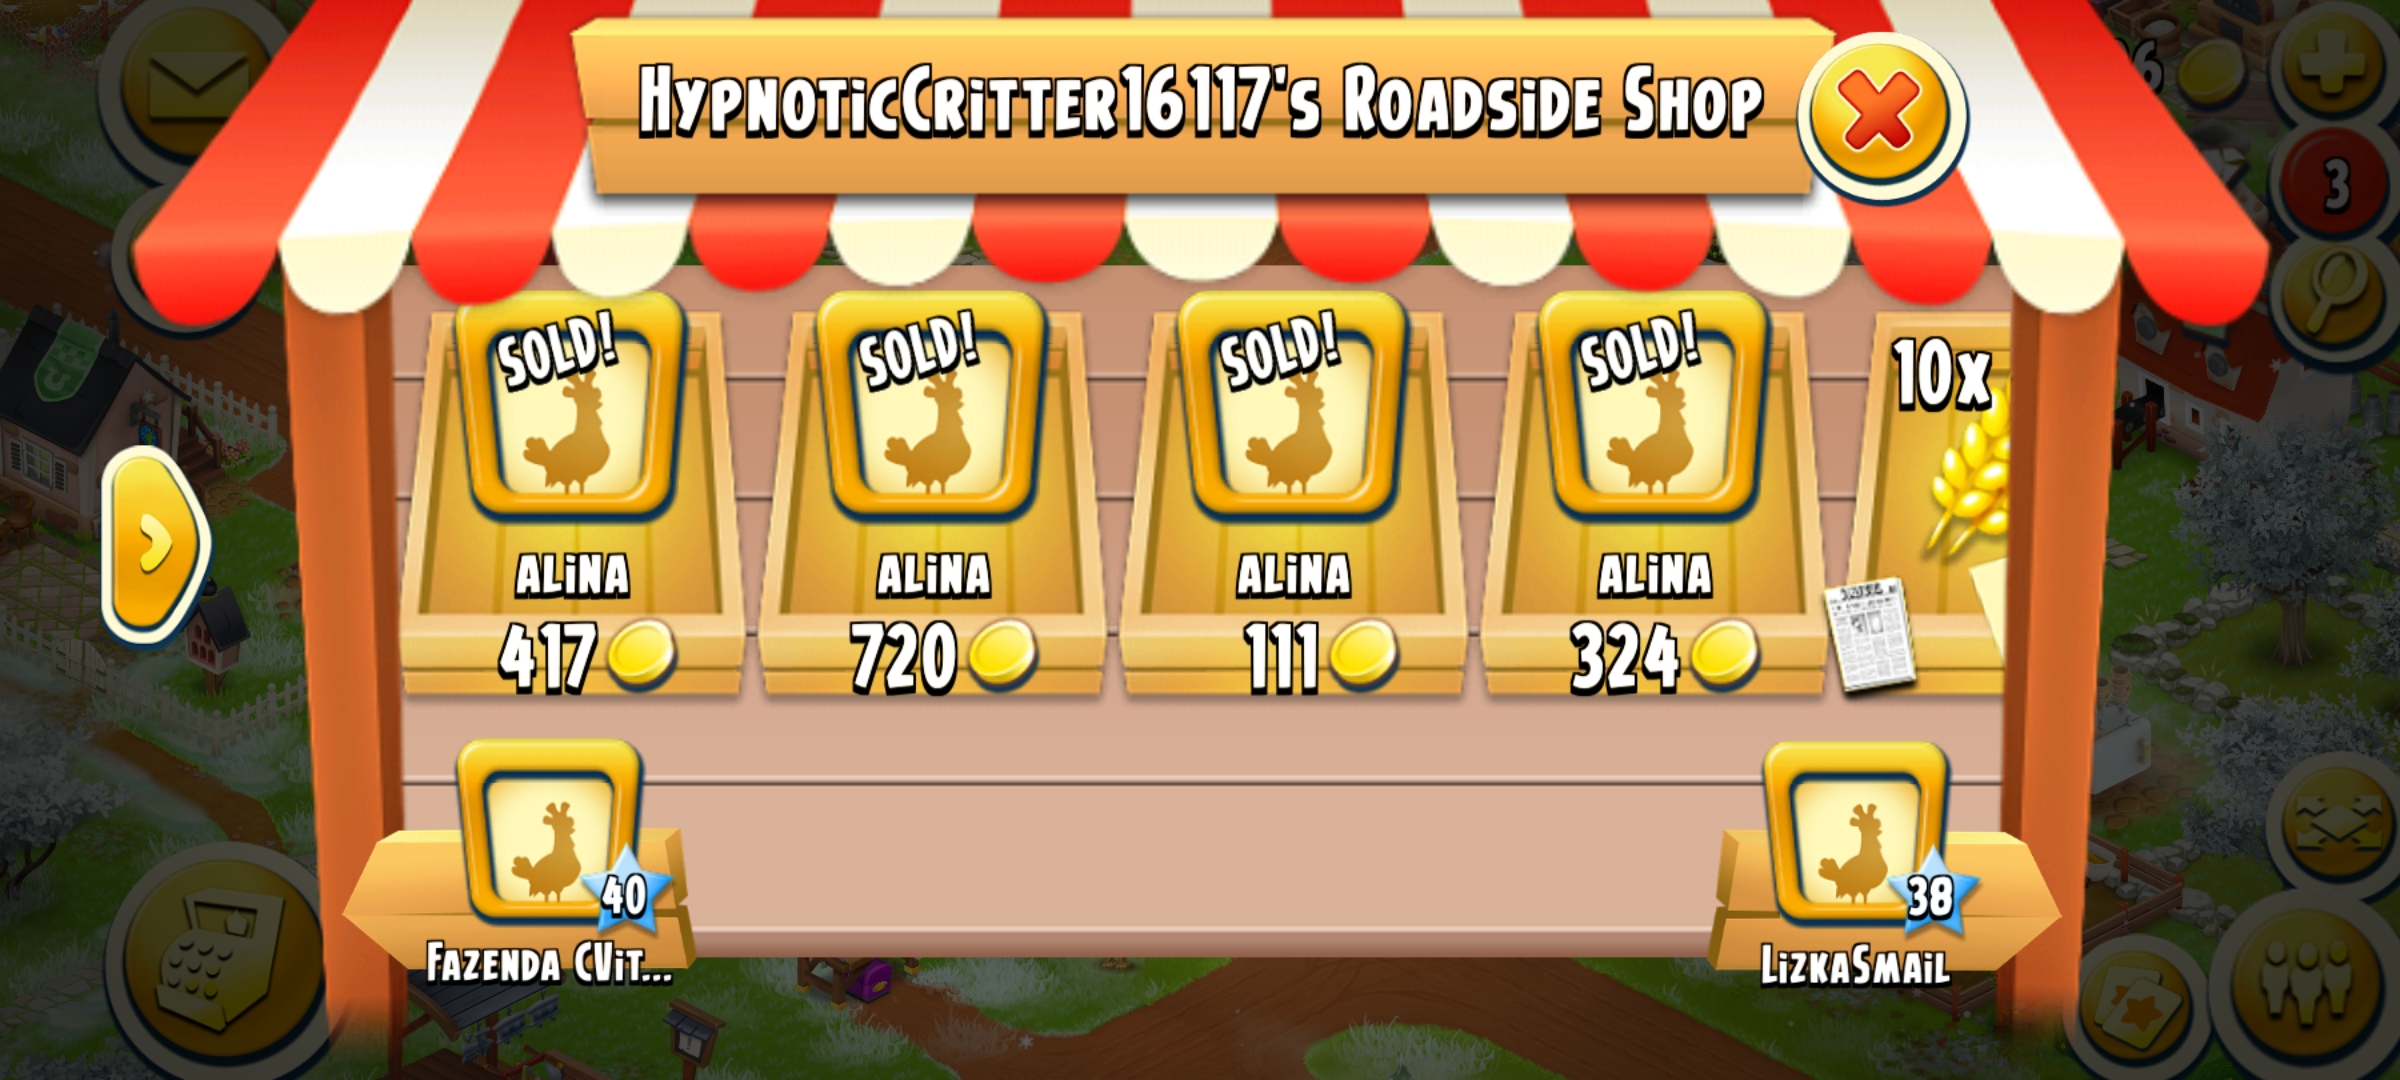 HypnoticCritter16117's Roadside Shop
3
SOLD! SOLD! SOLD! SOLD! 10x
ALiNA ALiNA ALiNA ALiNA
417 720 111 324
40 38
Fazenda CVit... LizkaSmail